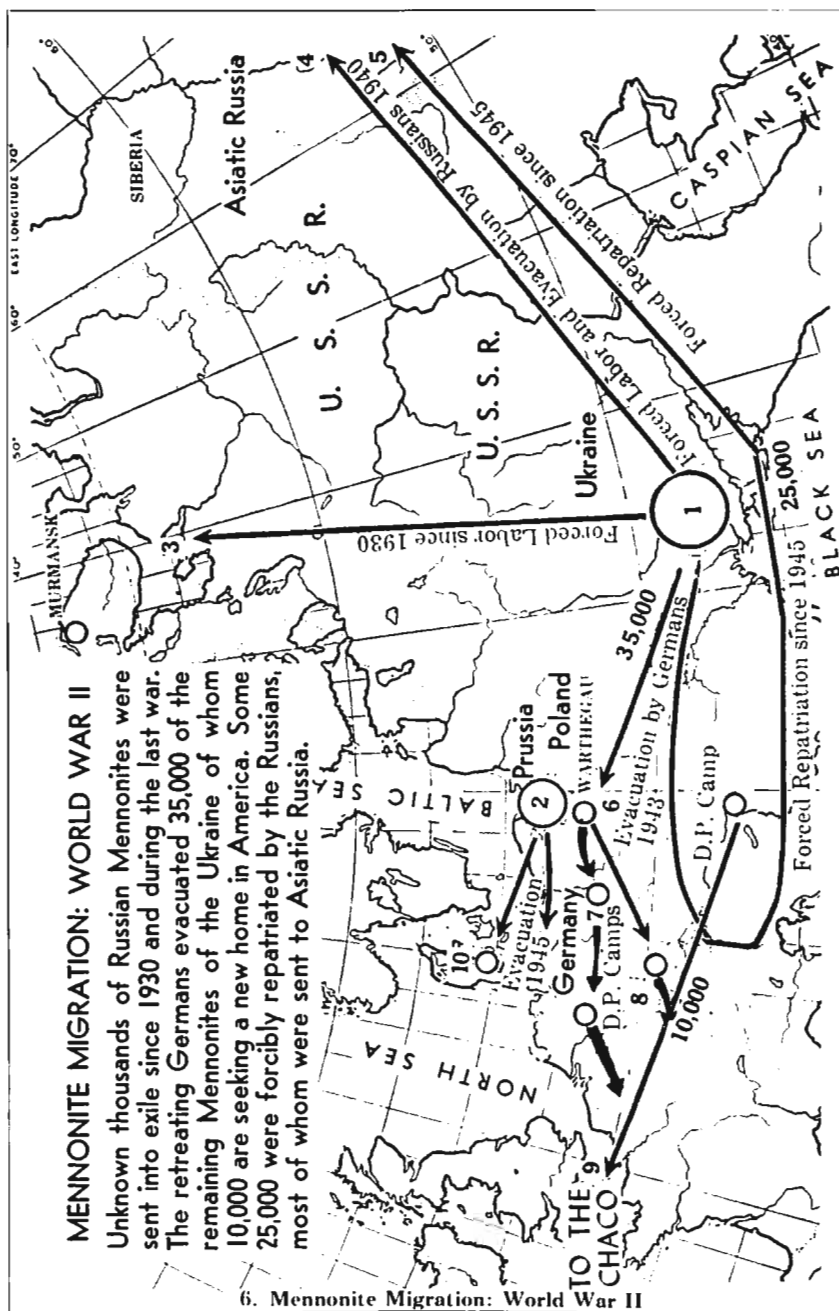 MENNONITE MIGRATION: WORLD WAR II
Unknown thousands of Russian Mennonites were
sent into exile since 1930 and during the last war.
The retreating Germans evacuated 35,000 of the
remaining Mennonites of the Ukraine of whom
10,000 are seeking a new home in America. Some
25,000 were forcibly repatriated by the Russians,
most of whom were sent to Asiatic Russia.
EAST LONGITUDE 70°
60°
50°
40°
MURMANSK
SIBERIA
Asiatic Russia
U. S. S. R.
U. S. S. R.
Ukraine
3
Forced Labor since 1930
1
Forced Labor and Evacuation by Russians 1940
(4
Forced Repatriation since 1945
5
CASPIAN SEA
BLACK SEA
25,000
Forced Repatriation since 1945
35,000
Evacuation by Germans
1943
BALTIC SEA
Prussia
2
Poland
WARTHEGAU
6
10?
Evacuation
1945
Germany
7
D.P. Camps
8
D.P. Camp
10,000
NORTH SEA
9
TO THE
CHACO
6. Mennonite Migration: World War II